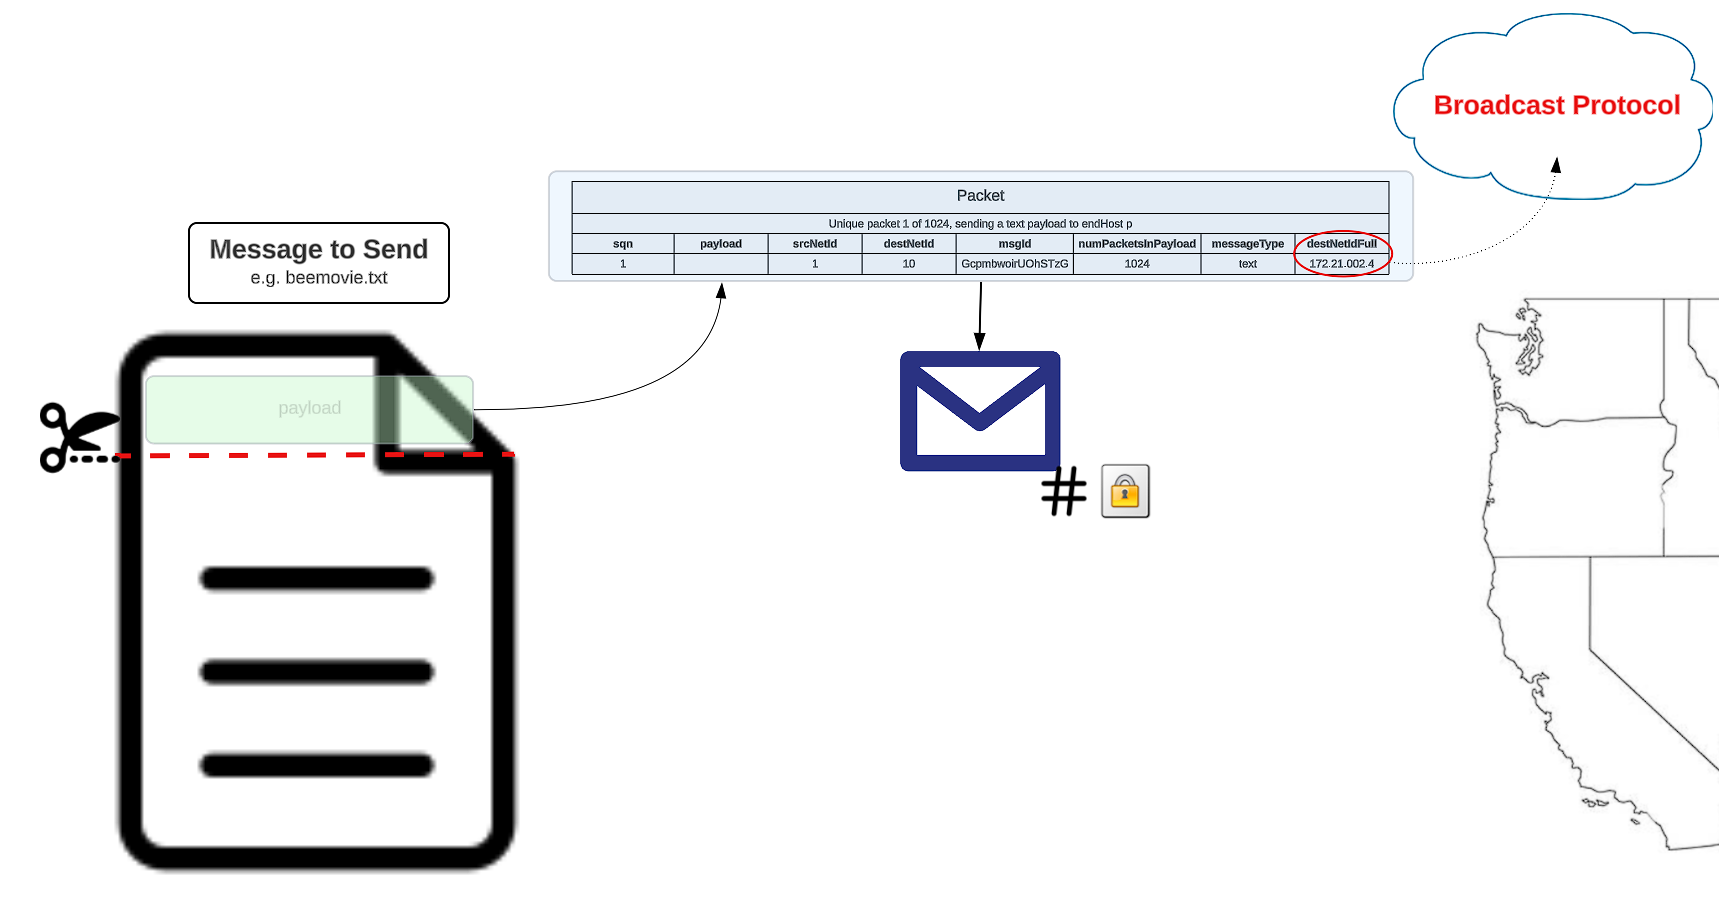 Broadcast Protocol
Packet
Unique packet 1 of 1024, sending a text payload to endHost p
sqn payload srcNetId destNetId msgId numPacketsInPayload messageType destNetIdFull
1 1 10 GcpmbwoirUOhSTzG 1024 text 172.21.002.4
Message to Send
e.g. beemovie.txt
payload
#